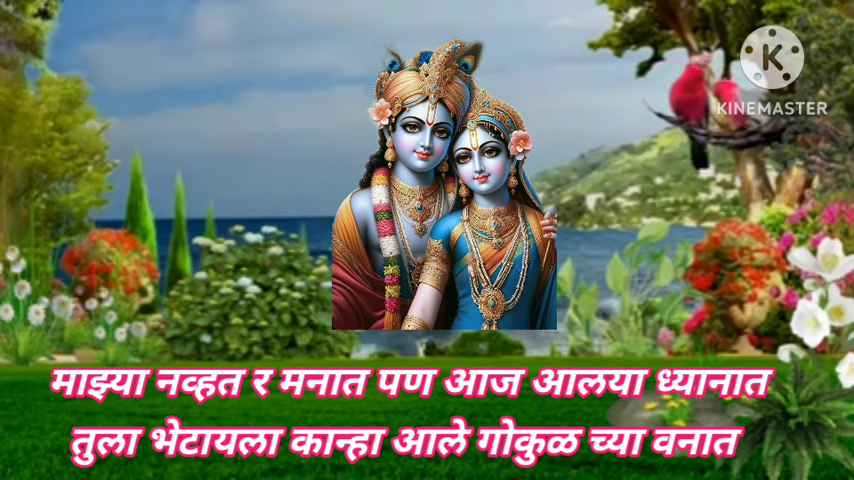 K
KINEMASTER
माझ्या नव्हत र मनात पण आज आलया ध्यानात
तुला भेटायला कान्हा आले गोकुळ च्या वनात